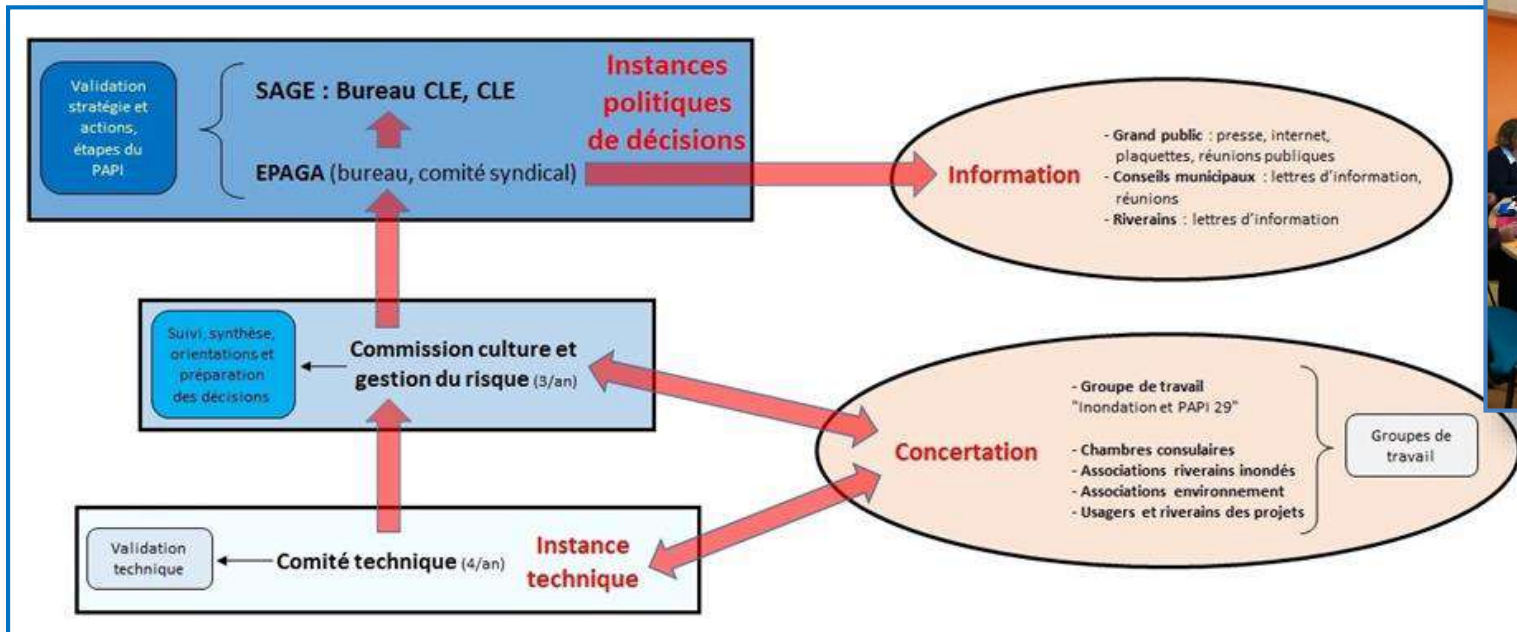 Validation
stratégie et
actions,
étapes du
PAPI
SAGE : Bureau CLE, CLE
EPAGA (bureau, comité syndical)
Instances
politiques
de décisions
Information
- Grand public : presse, internet,
plaquettes, réunions publiques
- Conseils municipaux : lettres d'information,
réunions
- Riverains : lettres d'information
Suivi, synthèse,
orientations et
préparation
des décisions
Commission culture et
gestion du risque (3/an)
Concertation
- Groupe de travail
"Inondation et PAPI 29"
- Chambres consulaires
- Associations riverains inondés
- Associations environnement
- Usagers et riverains des projets
Groupes de
travail
Validation
technique
Comité technique (4/an)
Instance
technique